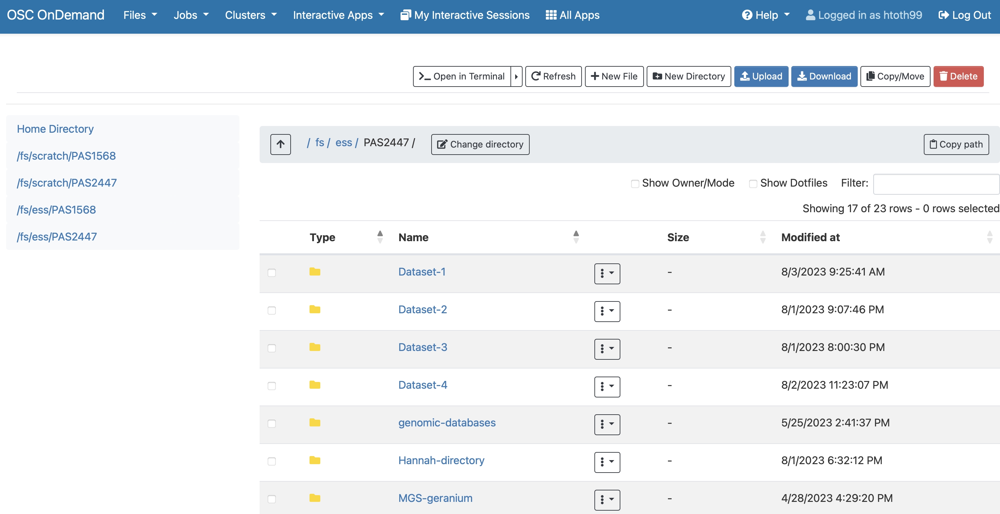 OSC OnDemand Files Jobs Clusters Interactive Apps My Interactive Sessions All Apps Help Logged in as htoth99 Log Out
Open in Terminal Refresh New File New Directory Upload Download Copy/Move Delete
Home Directory
/fs/scratch/PAS1568
/fs/scratch/PAS2447
/fs/ess/PAS1568
/fs/ess/PAS2447
/ fs / ess / PAS2447 / Change directory Copy path
Show Owner/Mode Show Dotfiles Filter:
Showing 17 of 23 rows - 0 rows selected
Type Name Size Modified at
Dataset-1 - 8/3/2023 9:25:41 AM
Dataset-2 - 8/1/2023 9:07:46 PM
Dataset-3 - 8/1/2023 8:00:30 PM
Dataset-4 - 8/2/2023 11:23:07 PM
genomic-databases - 5/25/2023 2:41:37 PM
Hannah-directory - 8/1/2023 6:32:12 PM
MGS-geranium - 4/28/2023 4:29:20 PM